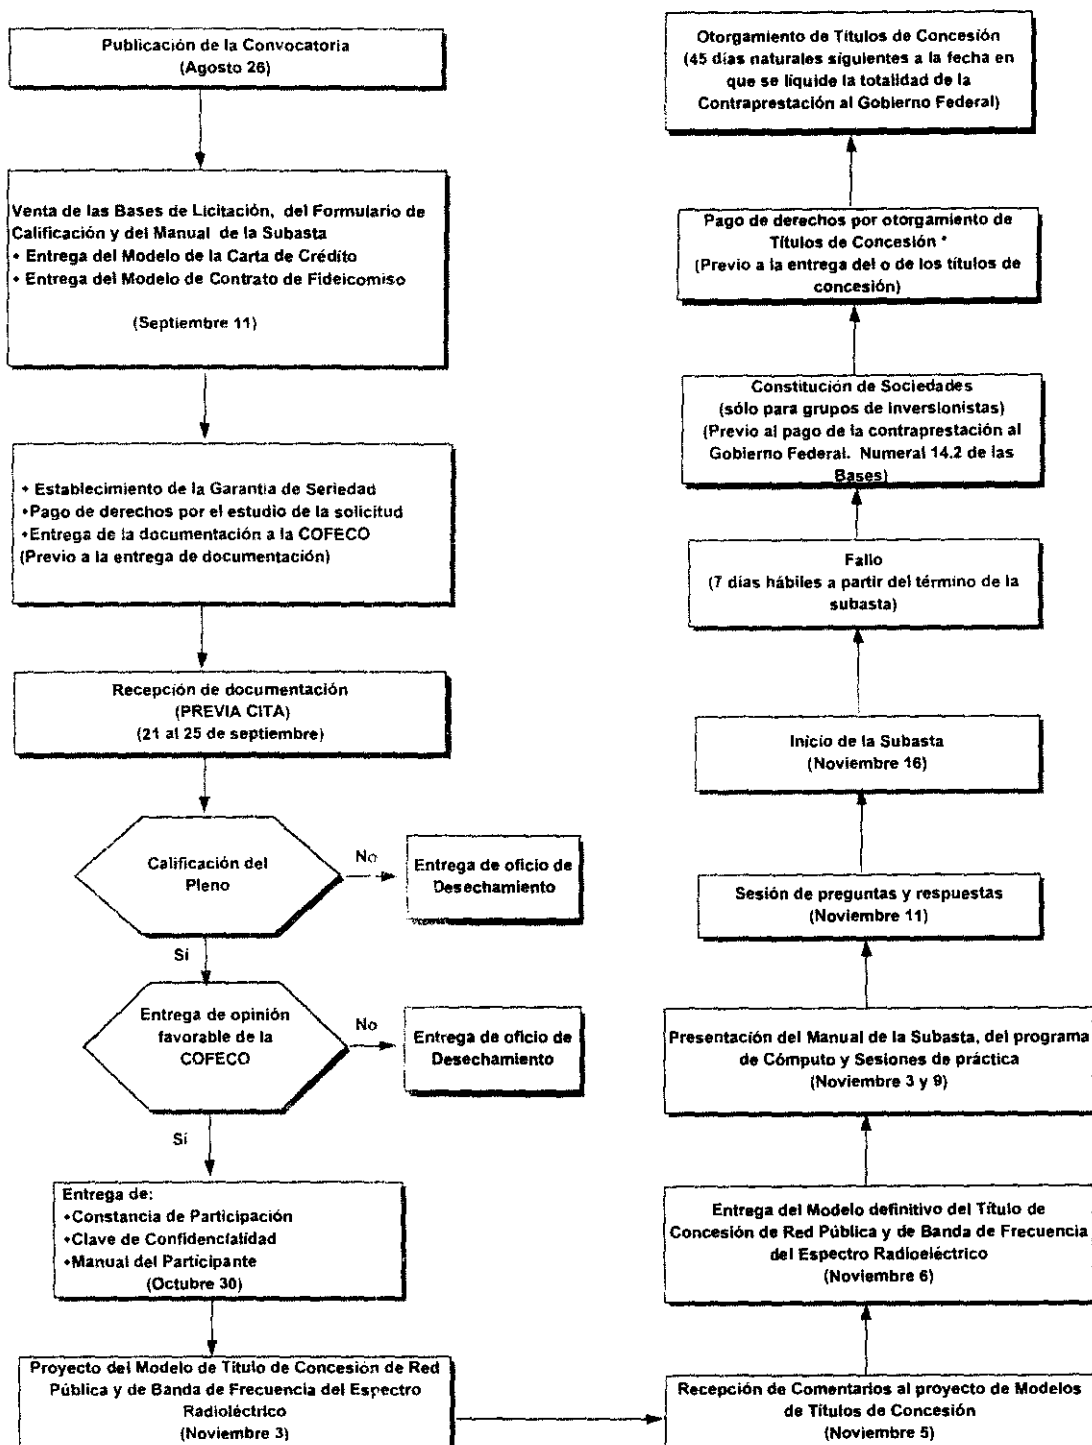 Publicación de la Convocatoria
(Agosto 26)
Venta de las Bases de Licitación, del Formulario de
Calificación y del Manual de la Subasta
• Entrega del Modelo de la Carta de Crédito
• Entrega del Modelo de Contrato de Fideicomiso
(Septiembre 11)
• Establecimiento de la Garantía de Seriedad
•Pago de derechos por el estudio de la solicitud
•Entrega de la documentación a la COFECO
(Previo a la entrega de documentación)
Recepción de documentación
(PREVIA CITA)
(21 al 25 de septiembre)
Calificación del
Pleno
No
Entrega de oficio de
Desechamiento
Sí
Entrega de opinión
favorable de la
COFECO
No
Entrega de oficio de
Desechamiento
Sí
Entrega de:
•Constancia de Participación
•Clave de Confidencialidad
•Manual del Participante
(Octubre 30)
Proyecto del Modelo de Título de Concesión de Red
Pública y de Banda de Frecuencia del Espectro
Radioléctrico
(Noviembre 3)
Recepción de Comentarios al proyecto de Modelos
de Títulos de Concesión
(Noviembre 5)
Entrega del Modelo definitivo del Título de
Concesión de Red Pública y de Banda de Frecuencia
del Espectro Radioeléctrico
(Noviembre 6)
Presentación del Manual de la Subasta, del programa
de Cómputo y Sesiones de práctica
(Noviembre 3 y 9)
Sesión de preguntas y respuestas
(Noviembre 11)
Inicio de la Subasta
(Noviembre 16)
Fallo
(7 días hábiles a partir del término de la
subasta)
Constitución de Sociedades
(sólo para grupos de inversionistas)
(Previo al pago de la contraprestación al
Gobierno Federal. Numeral 14.2 de las
Bases)
Pago de derechos por otorgamiento de
Títulos de Concesión *
(Previo a la entrega del o de los títulos de
concesión)
Otorgamiento de Títulos de Concesión
(45 días naturales siguientes a la fecha en
que se líquide la totalidad de la
Contraprestación al Gobierno Federal)